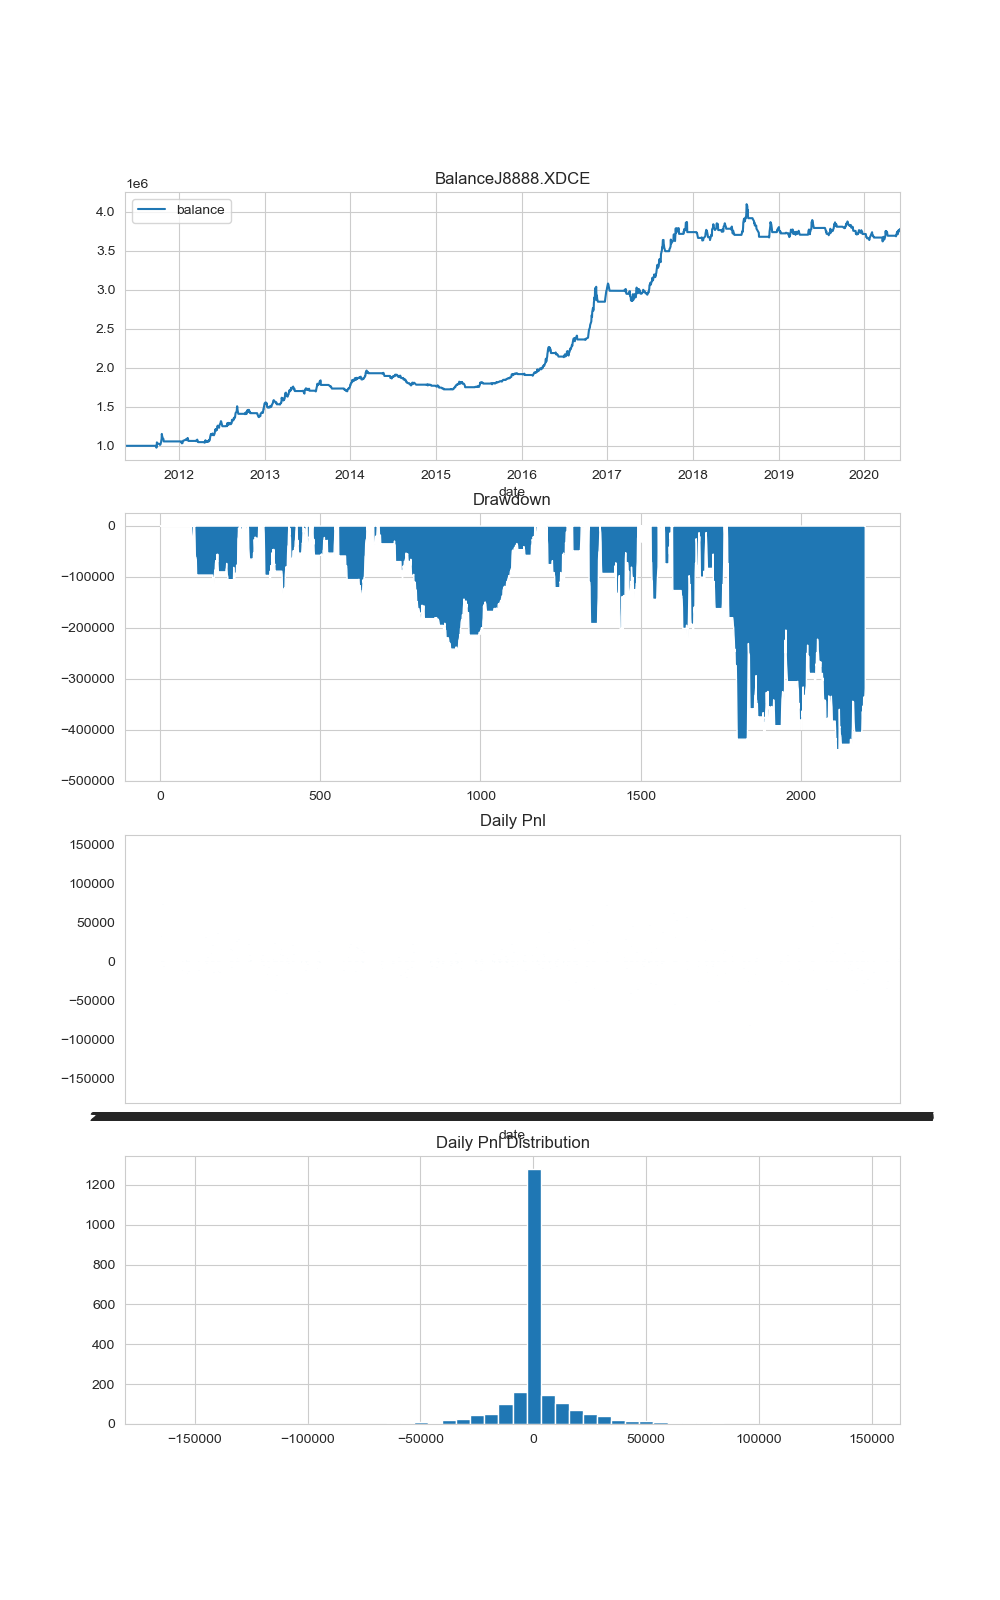 BalanceJ8888.XDCE
1e6
balance
4.0
3.5
3.0
2.5
2.0
1.5
1.0
2012 2013 2014 2015 2016 2017 2018 2019 2020
date
Drawdown
0
−100000
−200000
−300000
−400000
−500000
0 500 1000 1500 2000
Daily Pnl
150000
100000
50000
0
−50000
−100000
−150000
date
Daily Pnl Distribution
1200
1000
800
600
400
200
0
−150000 −100000 −50000 0 50000 100000 150000